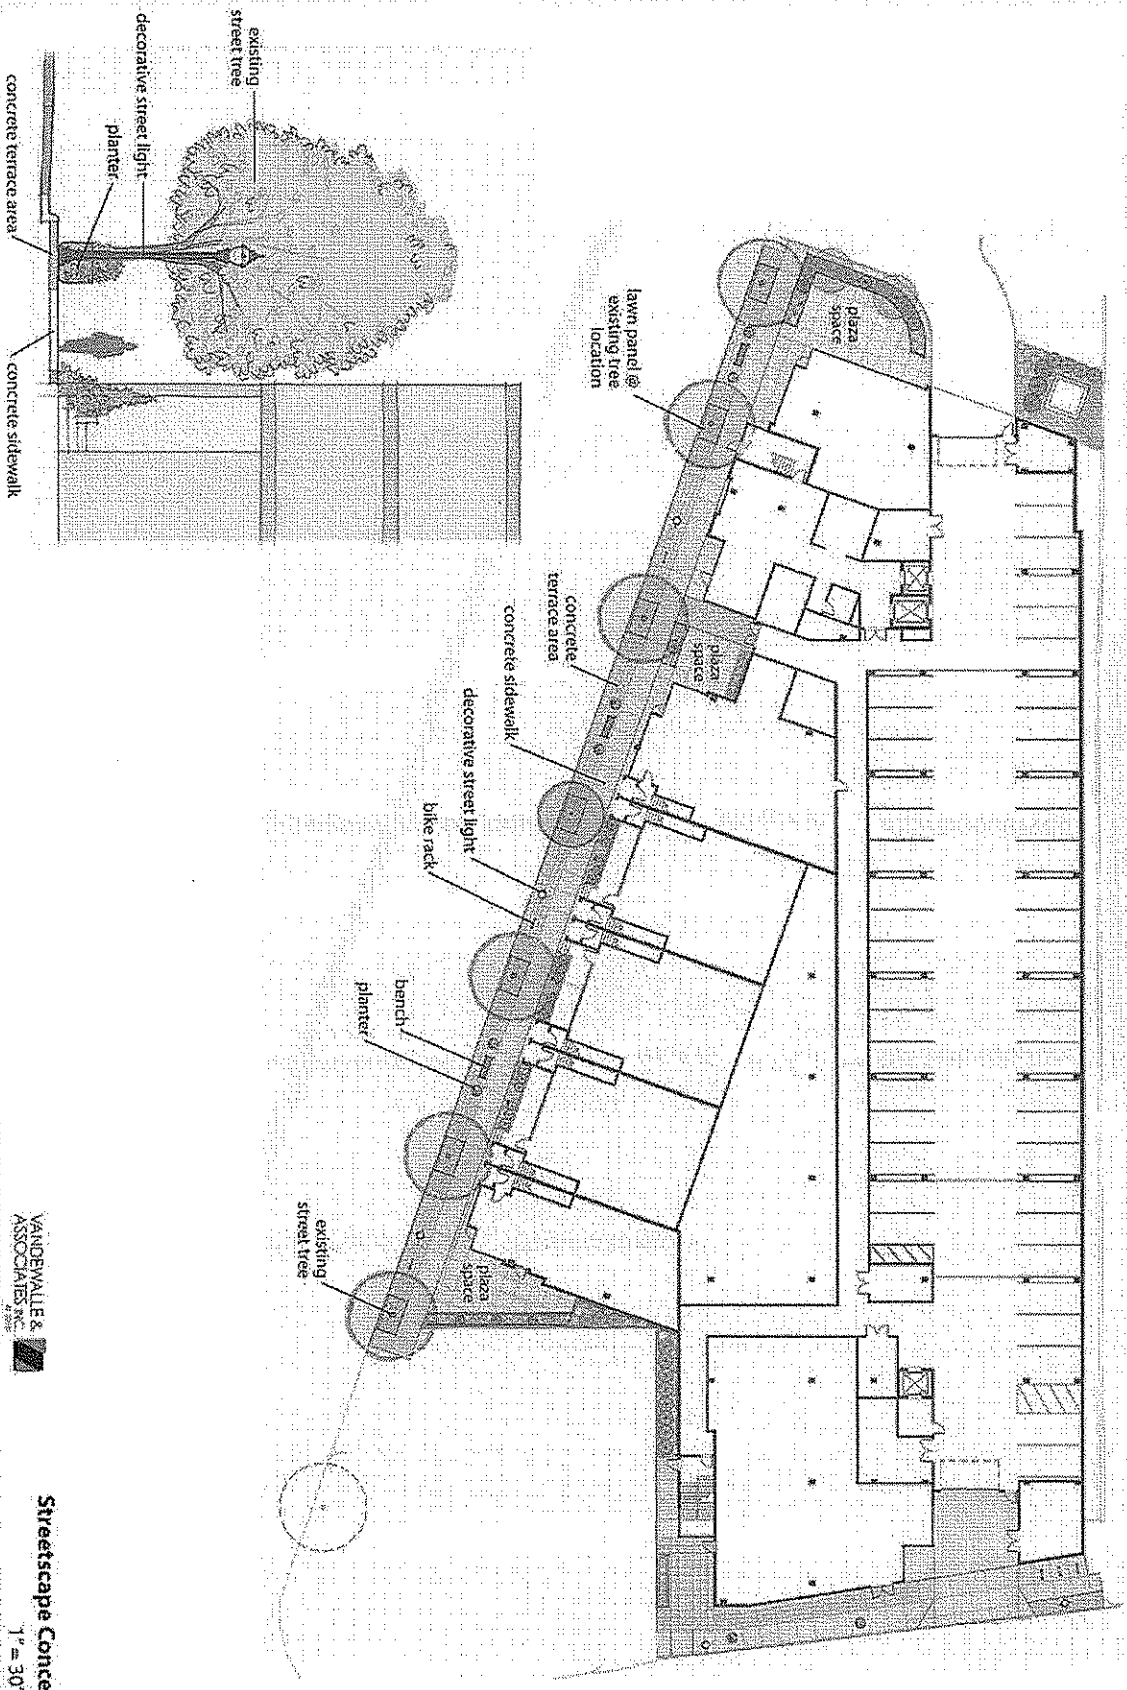 existing
street tree
decorative street light
planter
concrete terrace area
concrete sidewalk
plaza
space
lawn panel @
existing tree
location
plaza
space
concrete
terrace area
concrete sidewalk
decorative street light
bike rack
bench
planter
plaza
space
existing
street tree
VANDEWALLE &
ASSOCIATES INC.
Streetscape Conce
1" = 30'